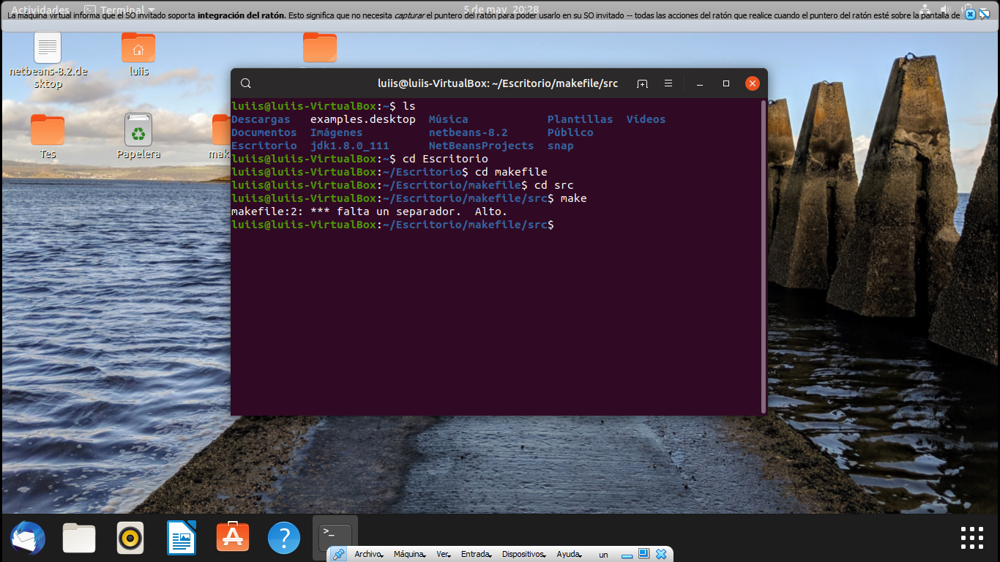 Actividades Terminal 5 de may 20:28
La máquina virtual informa que el SO invitado soporta integración del ratón. Esto significa que no necesita capturar el puntero del ratón para poder usarlo en su SO invitado -- todas las acciones del ratón que realice cuando el puntero del ratón esté sobre la pantalla de
netbeans-8.2.de
sktop
luiis
Tes
Papelera
mak
luiis@luiis-VirtualBox: ~/Escritorio/makefile/src
luiis@luiis-VirtualBox:~$ ls
Descargas examples.desktop Música Plantillas Vídeos
Documentos Imágenes netbeans-8.2 Público
Escritorio jdk1.8.0_111 NetBeansProjects snap
luiis@luiis-VirtualBox:~$ cd Escritorio
luiis@luiis-VirtualBox:~/Escritorio$ cd makefile
luiis@luiis-VirtualBox:~/Escritorio/makefile$ cd src
luiis@luiis-VirtualBox:~/Escritorio/makefile/src$ make
makefile:2: *** falta un separador.  Alto.
luiis@luiis-VirtualBox:~/Escritorio/makefile/src$
Archivo Máquina Ver Entrada Dispositivos Ayuda un